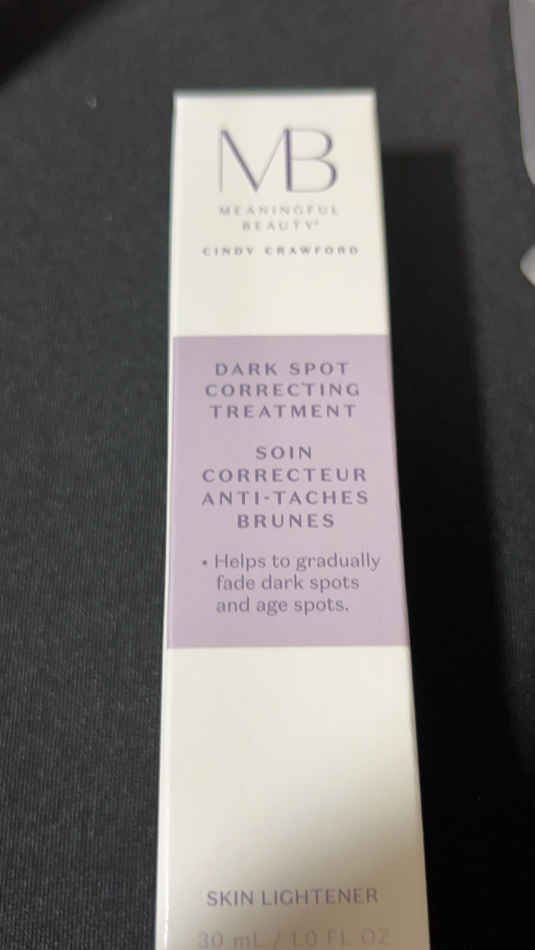 MB
MEANINGFUL
BEAUTY®
CINDY CRAWFORD
DARK SPOT
CORRECTING
TREATMENT
SOIN
CORRECTEUR
ANTI-TACHES
BRUNES
• Helps to gradually
fade dark spots
and age spots.
SKIN LIGHTENER
30 mL / 1.0 FL OZ